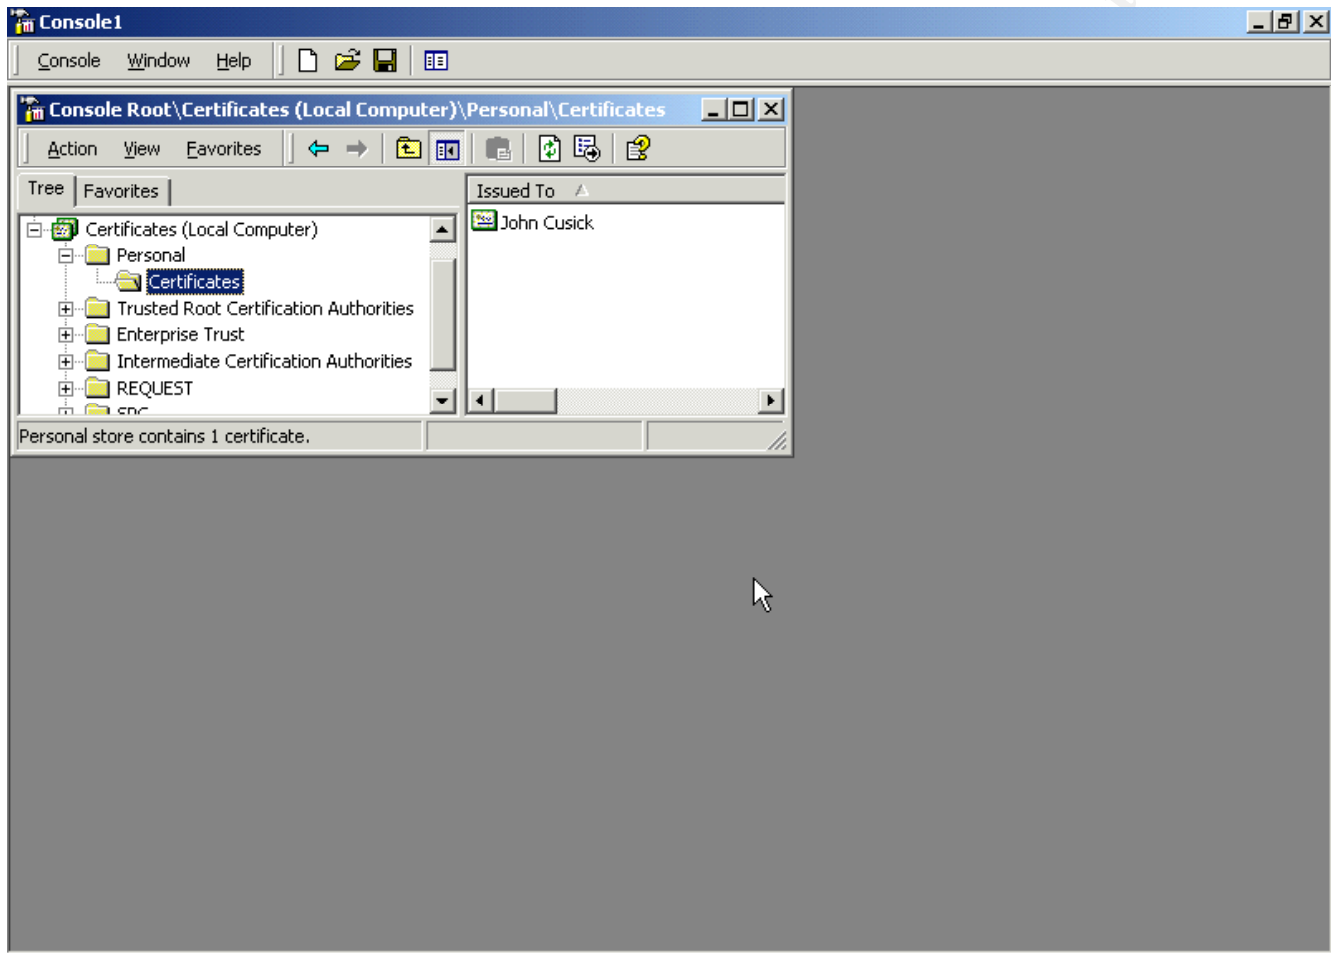 Console1
Console Window Help
Console Root\Certificates (Local Computer)\Personal\Certificates
Action View Favorites
Tree Favorites
Issued To
Certificates (Local Computer)
John Cusick
Personal
Certificates
Trusted Root Certification Authorities
Enterprise Trust
Intermediate Certification Authorities
REQUEST
SPC
Personal store contains 1 certificate.